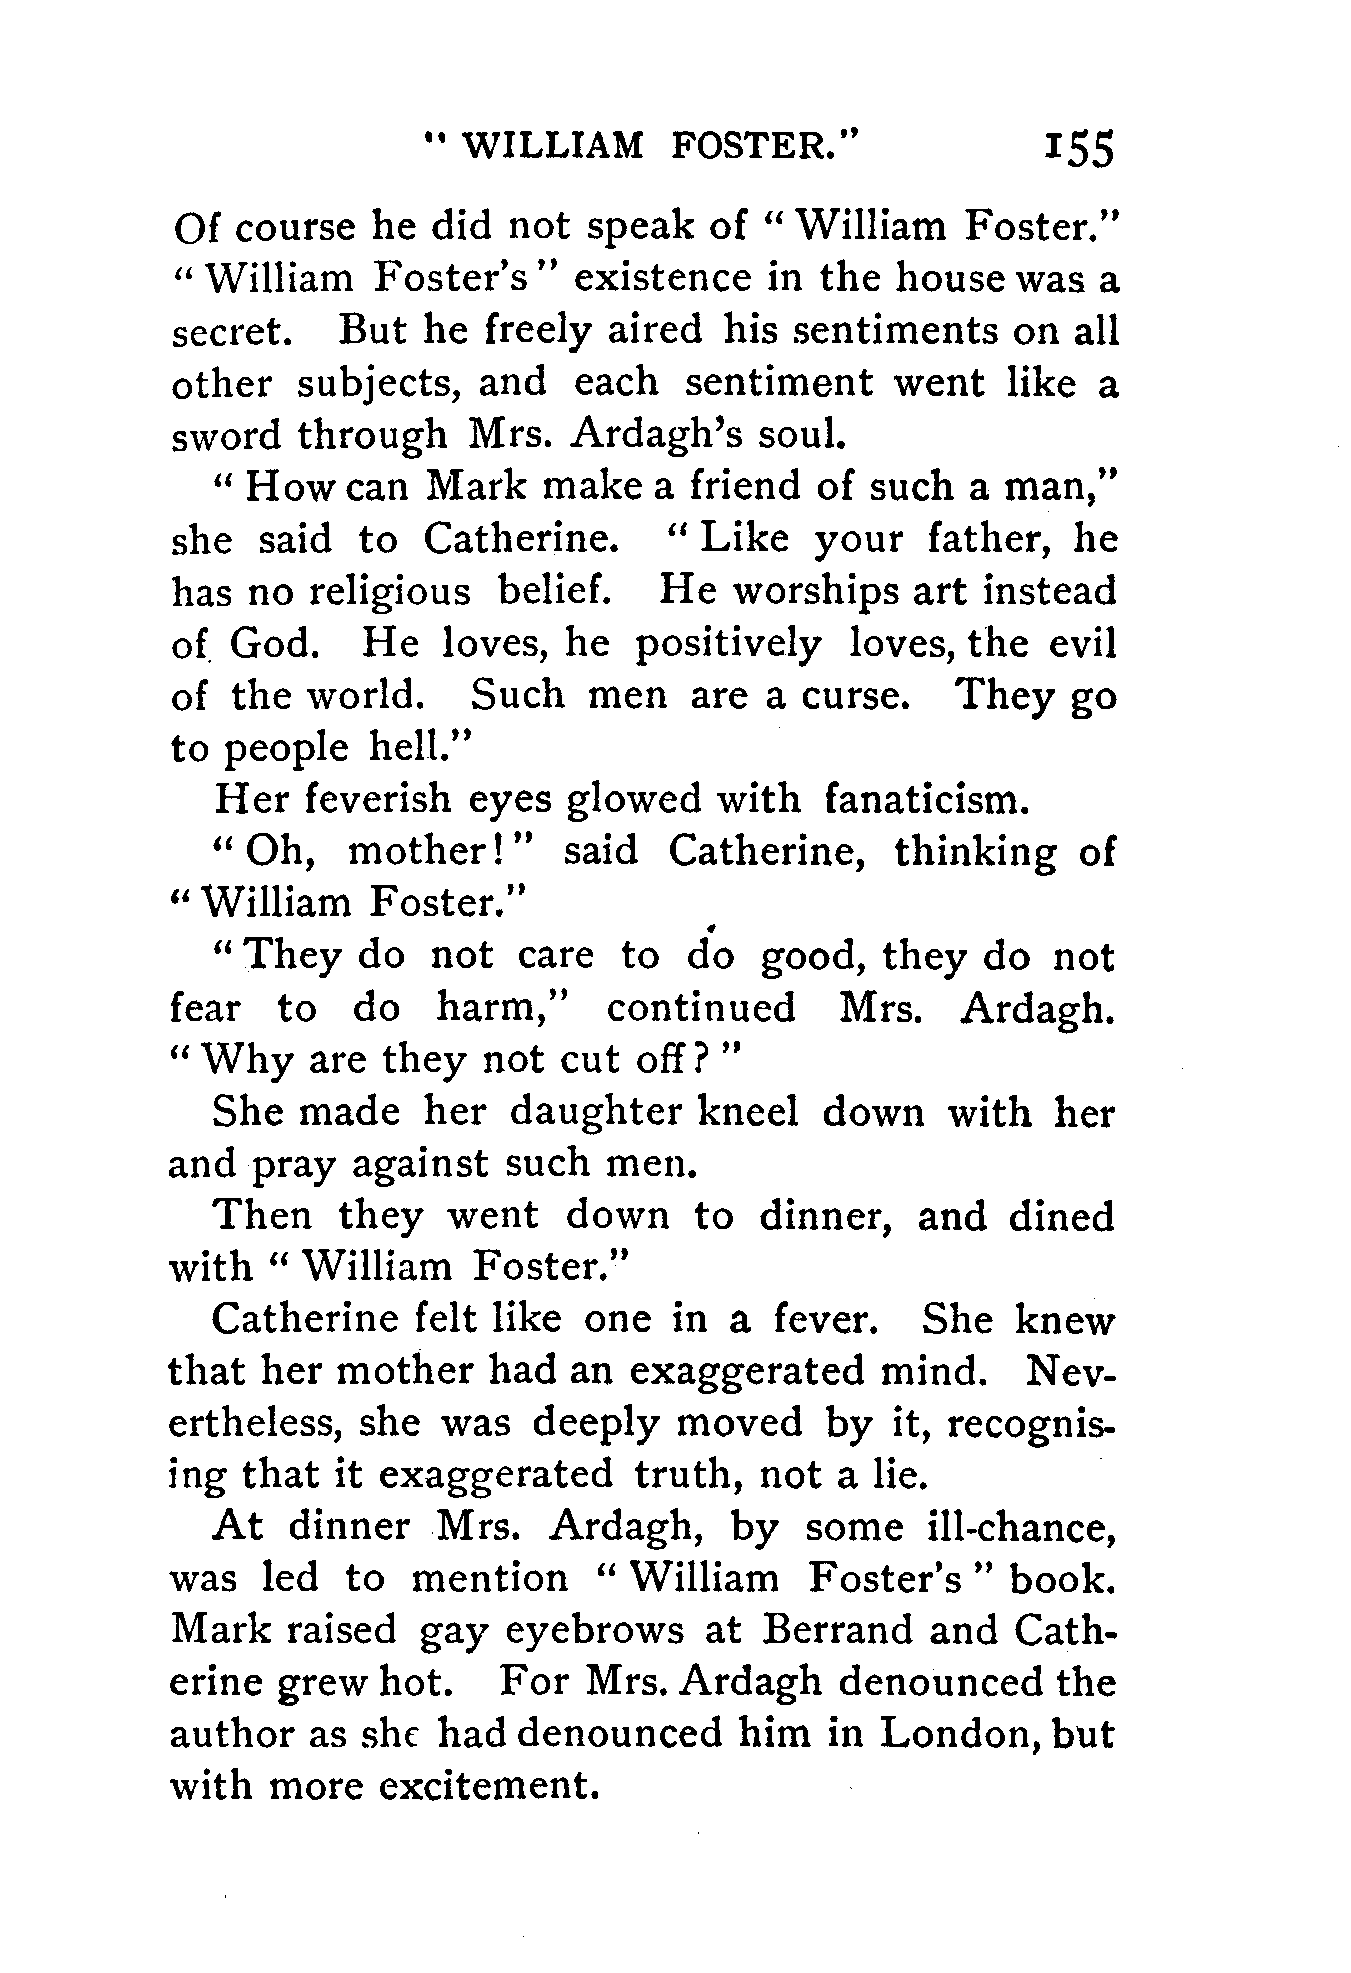 " WILLIAM FOSTER." 155
Of course he did not speak of " William Foster."
" William Foster's " existence in the house was a
secret. But he freely aired his sentiments on all
other subjects, and each sentiment went like a
sword through Mrs. Ardagh's soul.
" How can Mark make a friend of such a man,"
she said to Catherine. " Like your father, he
has no religious belief. He worships art instead
of God. He loves, he positively loves, the evil
of the world. Such men are a curse. They go
to people hell."
Her feverish eyes glowed with fanaticism.
" Oh, mother! " said Catherine, thinking of
" William Foster."
" They do not care to do good, they do not
fear to do harm," continued Mrs. Ardagh.
" Why are they not cut off? "
She made her daughter kneel down with her
and pray against such men.
Then they went down to dinner, and dined
with " William Foster."
Catherine felt like one in a fever. She knew
that her mother had an exaggerated mind. Nev-
ertheless, she was deeply moved by it, recognis-
ing that it exaggerated truth, not a lie.
At dinner Mrs. Ardagh, by some ill-chance,
was led to mention " William Foster's " book.
Mark raised gay eyebrows at Berrand and Cath-
erine grew hot. For Mrs. Ardagh denounced the
author as she had denounced him in London, but
with more excitement.